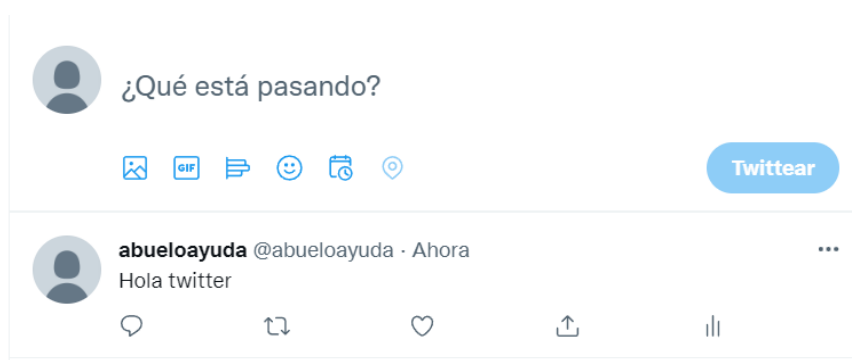 ¿Qué está pasando?
GIF
Twittear
abueloayuda @abueloayuda · Ahora
Hola twitter